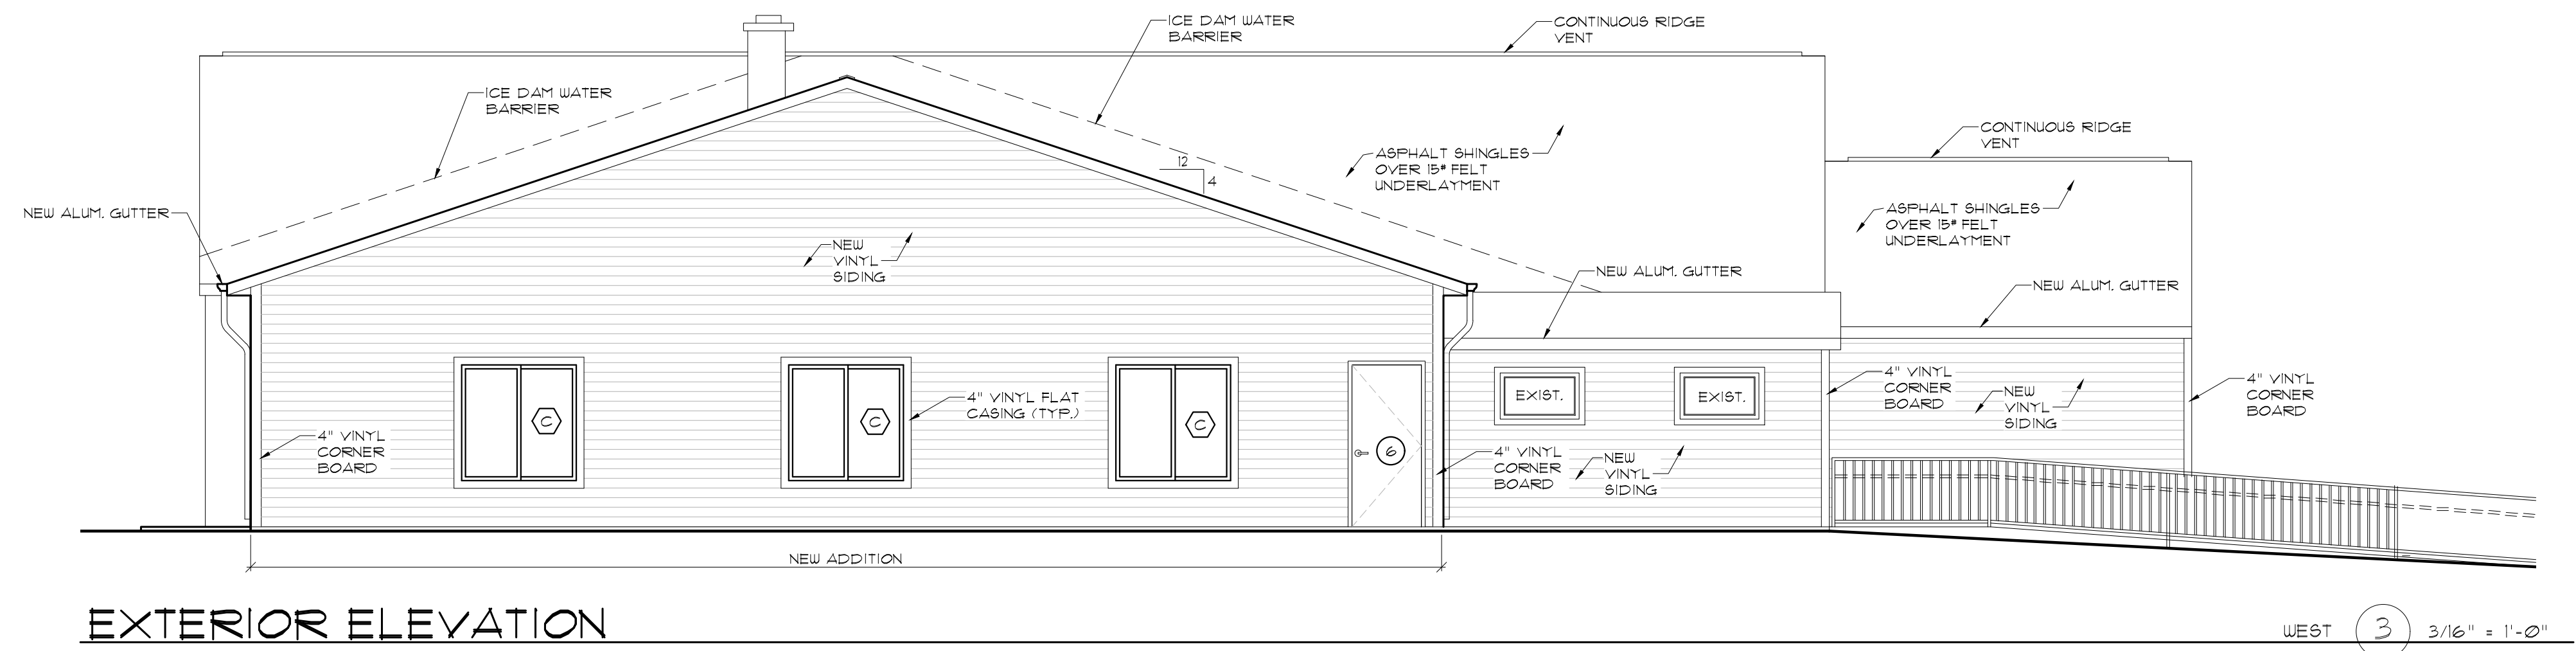 ICE DAM WATER
BARRIER
CONTINUOUS RIDGE
VENT
ICE DAM WATER
BARRIER
CONTINUOUS RIDGE
VENT
12
4
ASPHALT SHINGLES
OVER 15# FELT
UNDERLAYMENT
NEW ALUM. GUTTER
ASPHALT SHINGLES
OVER 15# FELT
UNDERLAYMENT
NEW
VINYL
SIDING
NEW ALUM. GUTTER
NEW ALUM. GUTTER
4" VINYL
CORNER
BOARD
C
C
4" VINYL FLAT
CASING (TYP.)
C
6
EXIST.
EXIST.
4" VINYL
CORNER
BOARD
NEW
VINYL
SIDING
4" VINYL
CORNER
BOARD
4" VINYL
CORNER
BOARD
NEW
VINYL
SIDING
NEW ADDITION
EXTERIOR ELEVATION
WEST 3 3/16" = 1'-0"